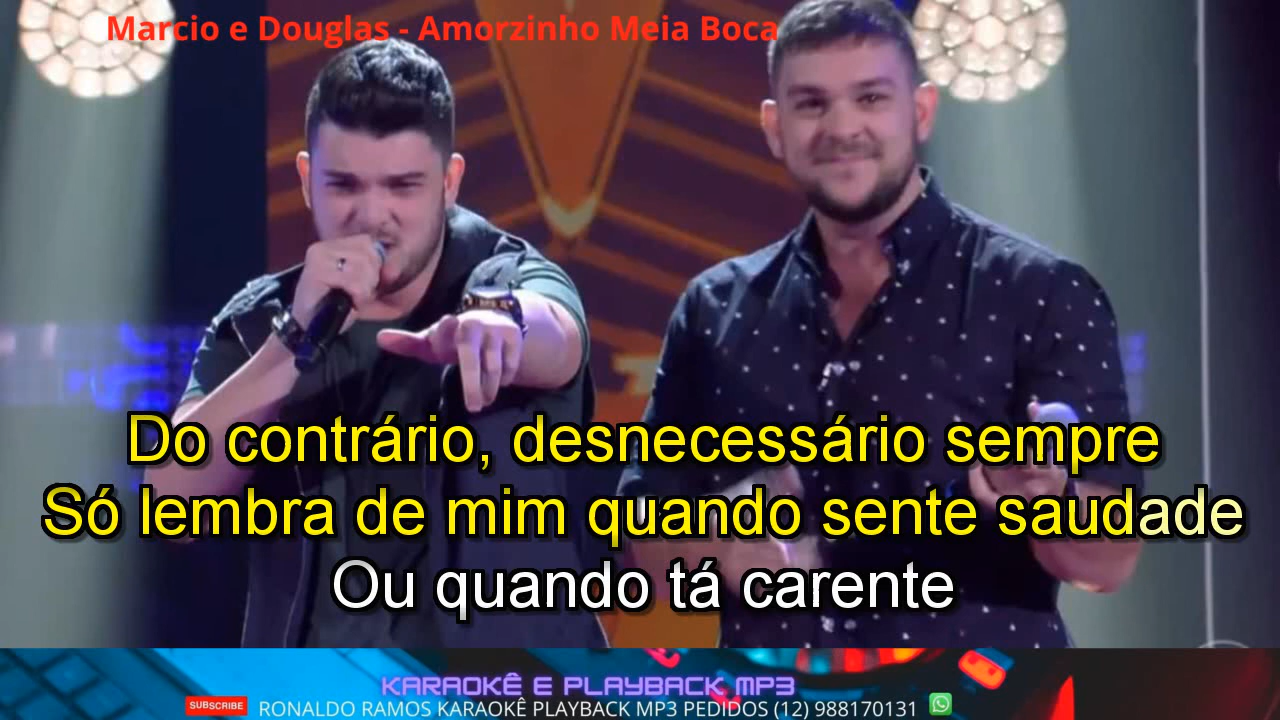 Marcio e Douglas - Amorzinho Meia Boca
Do contrário, desnecessário sempre
Só lembra de mim quando sente saudade
Ou quando tá carente
KARAOKÊ E PLAYBACK MP3
SUBSCRIBE RONALDO RAMOS KARAOKÊ PLAYBACK MP3 PEDIDOS (12) 988170131